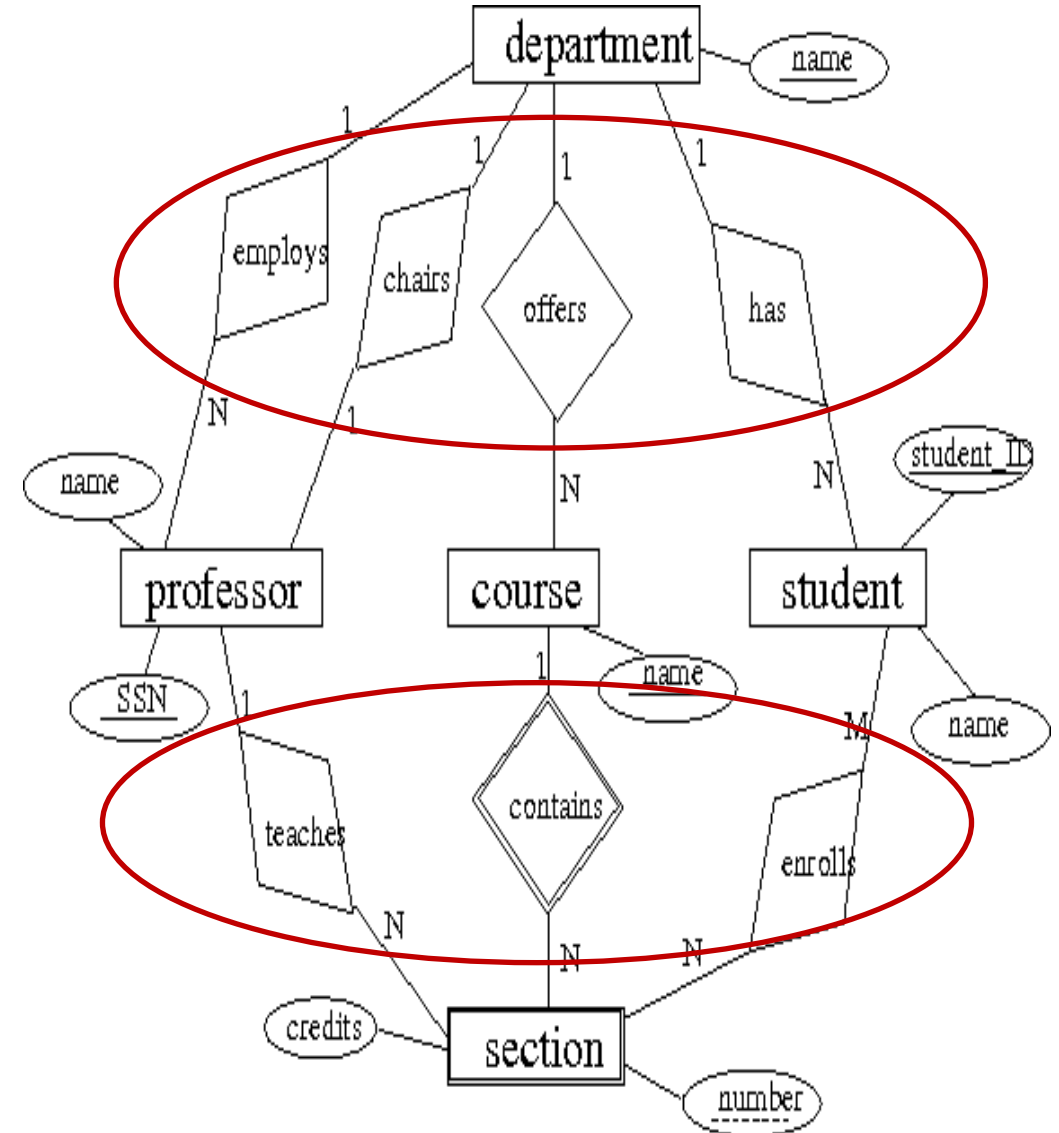 department
name
1
1
1
1
employs
chairs
offers
has
N
1
N
N
name
student_ID
professor
course
student
SSN
1
1
name
M
name
teaches
contains
enrolls
N
N
N
credits
section
number